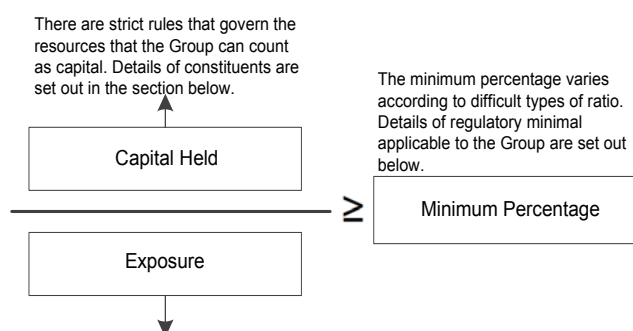 There are strict rules that govern the
resources that the Group can count
as capital. Details of constituents are
set out in the section below.
The minimum percentage varies
according to difficult types of ratio.
Details of regulatory minimal
applicable to the Group are set out
below.
Capital Held
≥
Minimum Percentage
Exposure